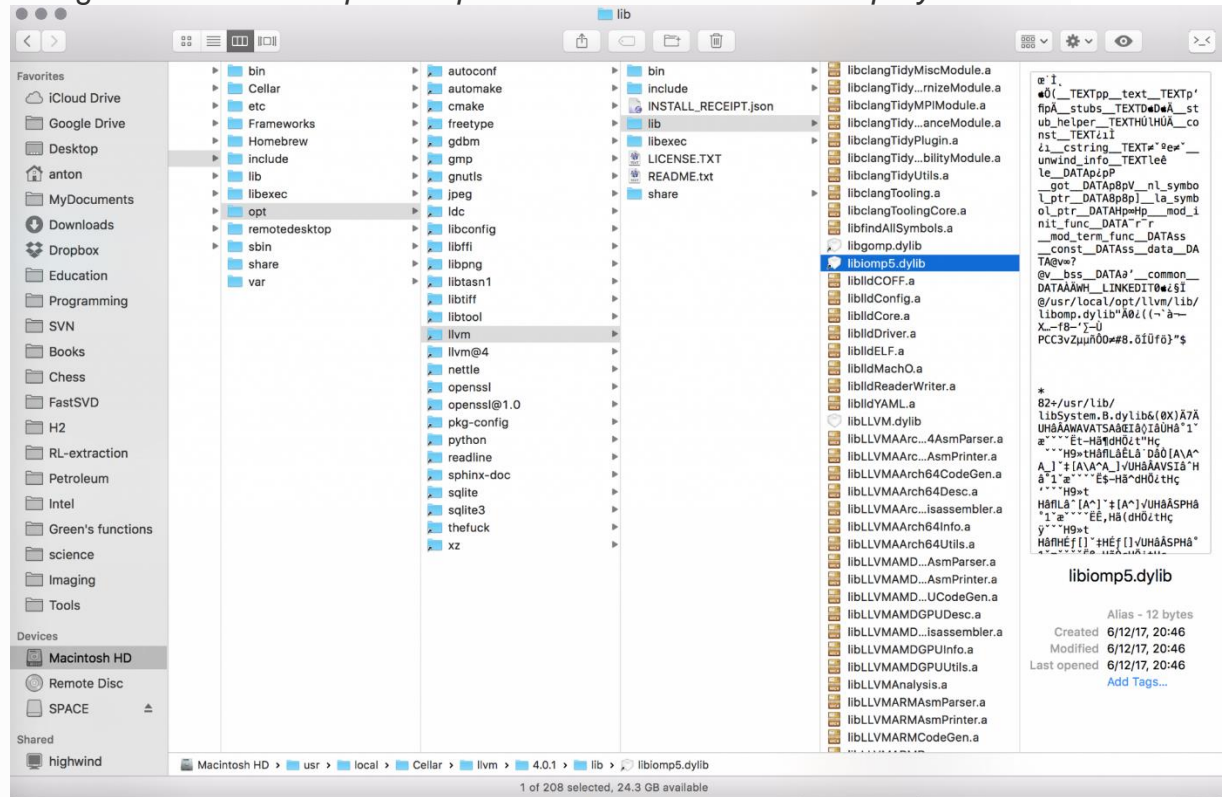 lib
Favorites
iCloud Drive
Google Drive
Desktop
anton
MyDocuments
Downloads
Dropbox
Education
Programming
SVN
Books
Chess
FastSVD
H2
RL-extraction
Petroleum
Intel
Green's functions
science
Imaging
Tools
Devices
Macintosh HD
Remote Disc
SPACE
Shared
highwind
bin
Cellar
etc
Frameworks
Homebrew
include
lib
libexec
opt
remotedesktop
sbin
share
var
autoconf
automake
cmake
freetype
gdbm
gmp
gnutls
jpeg
ldc
libconfig
libffi
libpng
libtasn1
libtiff
libtool
llvm
llvm@4
nettle
openssl
openssl@1.0
pkg-config
python
readline
sphinx-doc
sqlite
sqlite3
thefuck
xz
bin
include
INSTALL_RECEIPT.json
lib
libexec
LICENSE.TXT
README.txt
share
libclangTidyMiscModule.a
libclangTidy...rnizeModule.a
libclangTidyMPIModule.a
libclangTidy...anceModule.a
libclangTidyPlugin.a
libclangTidy...bilityModule.a
libclangTidyUtils.a
libclangTooling.a
libclangToolingCore.a
libfindAllSymbols.a
libgomp.dylib
libiomp5.dylib
liblldCOFF.a
liblldConfig.a
liblldCore.a
liblldDriver.a
liblldELF.a
liblldMachO.a
liblldReaderWriter.a
liblldYAML.a
libLLVM.dylib
libLLVMAArc...4AsmParser.a
libLLVMAArc...AsmPrinter.a
libLLVMAArch64CodeGen.a
libLLVMAArch64Desc.a
libLLVMAArc...isassembler.a
libLLVMAArch64Info.a
libLLVMAArch64Utils.a
libLLVMAMD...AsmParser.a
libLLVMAMD...AsmPrinter.a
libLLVMAMD...UCodeGen.a
libLLVMAMDGPUDesc.a
libLLVMAMD...isassembler.a
libLLVMAMDGPUInfo.a
libLLVMAMDGPUUtils.a
libLLVMAnalysis.a
libLLVMARMAsmParser.a
libLLVMARMAsmPrinter.a
libLLVMARMCodeGen.a
@/usr/local/opt/llvm/lib/
82+/usr/lib/
libiomp5.dylib
Alias - 12 bytes
Created 6/12/17, 20:46
Modified 6/12/17, 20:46
Last opened 6/12/17, 20:46
Add Tags...
Macintosh HD › usr › local › Cellar › llvm › 4.0.1 › lib › libiomp5.dylib
1 of 208 selected, 24.3 GB available